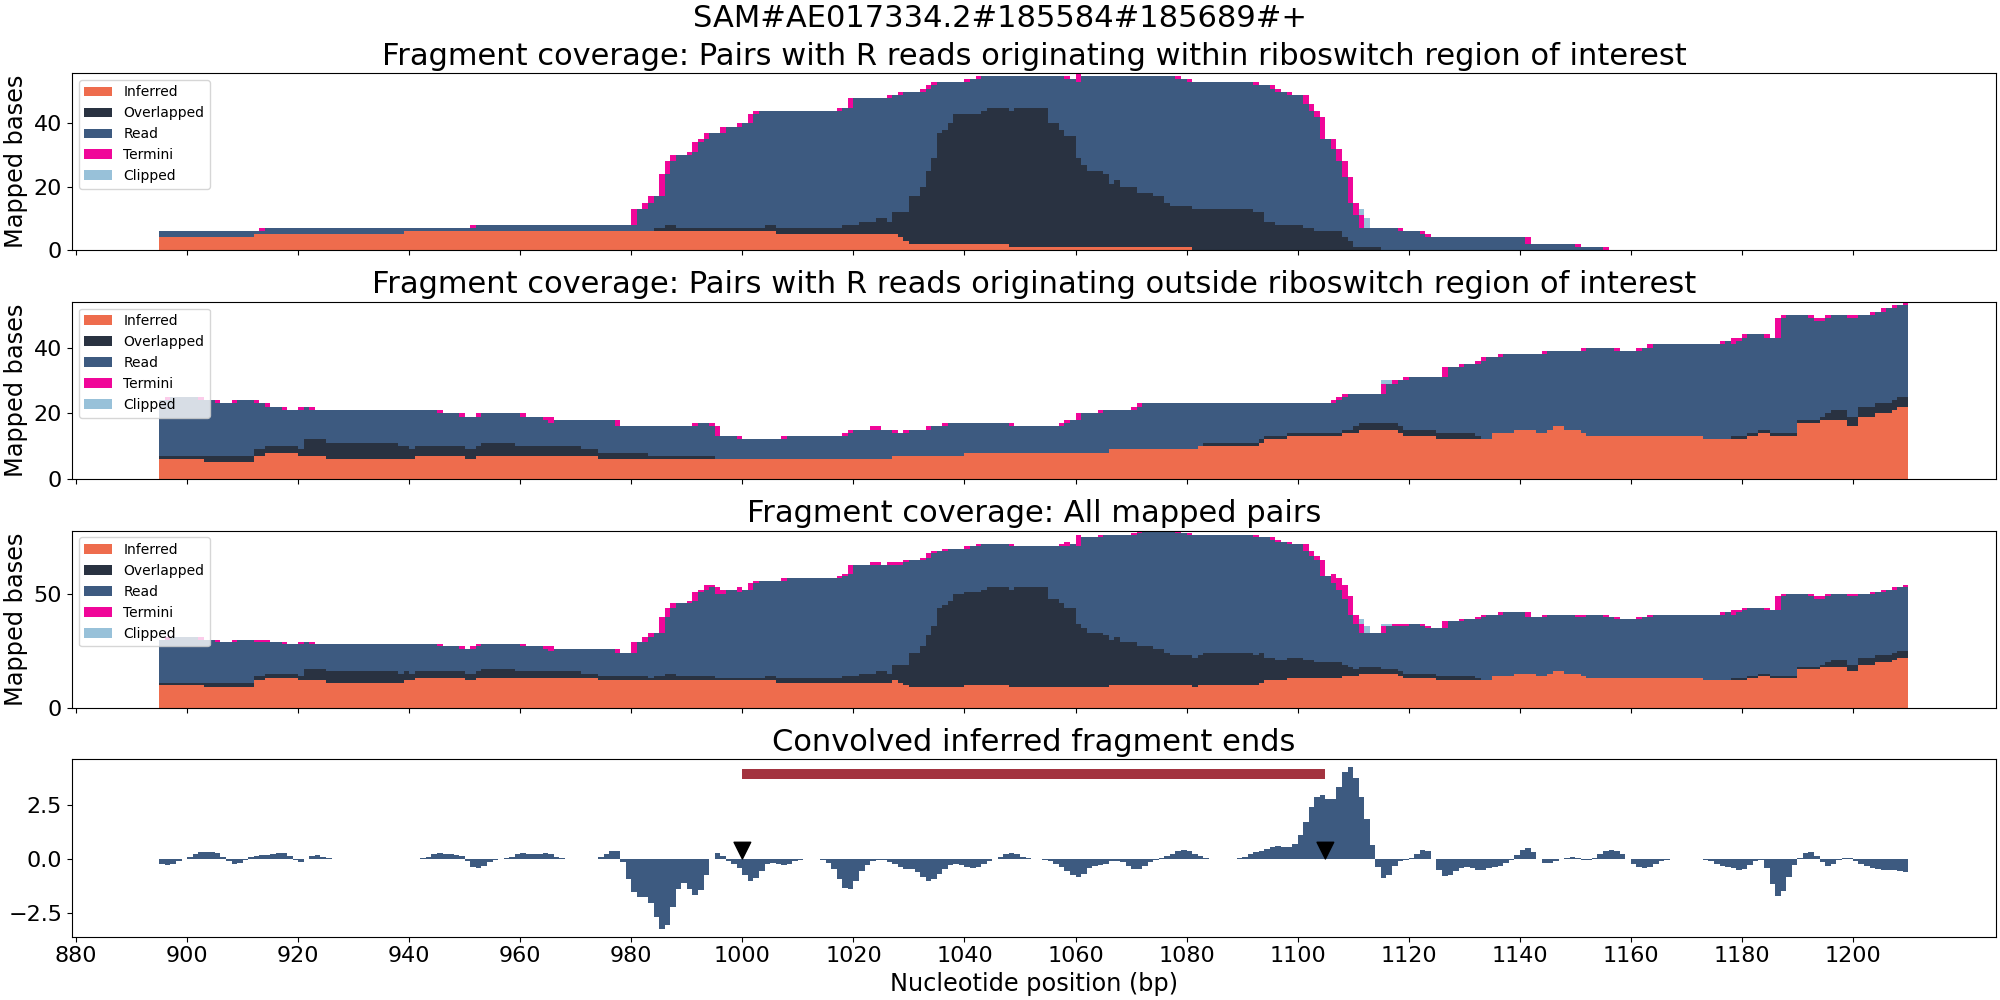 SAM#AE017334.2#185584#185689#+
Fragment coverage: Pairs with R reads originating within riboswitch region of interest
Mapped bases
40
20
0
Inferred
Overlapped
Read
Termini
Clipped
Fragment coverage: Pairs with R reads originating outside riboswitch region of interest
Mapped bases
40
20
0
Inferred
Overlapped
Read
Termini
Clipped
Fragment coverage: All mapped pairs
Mapped bases
50
0
Inferred
Overlapped
Read
Termini
Clipped
Convolved inferred fragment ends
2.5
0.0
−2.5
880 900 920 940 960 980 1000 1020 1040 1060 1080 1100 1120 1140 1160 1180 1200
Nucleotide position (bp)